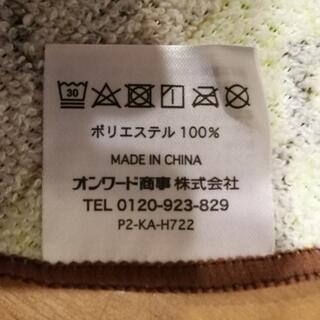 30
ポリエステル 100%
MADE IN CHINA
オンワード商事 株式会社
TEL 0120-923-829
P2-KA-H722